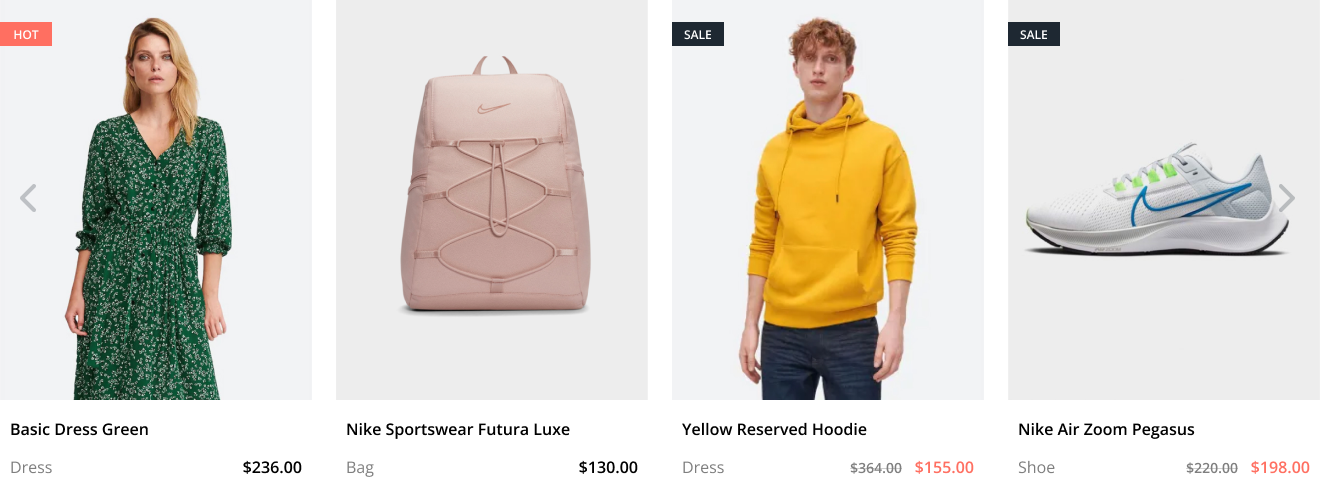 HOT
Basic Dress Green
Dress $236.00
Nike Sportswear Futura Luxe
Bag $130.00
SALE
Yellow Reserved Hoodie
Dress $364.00 $155.00
SALE
Nike Air Zoom Pegasus
Shoe $220.00 $198.00